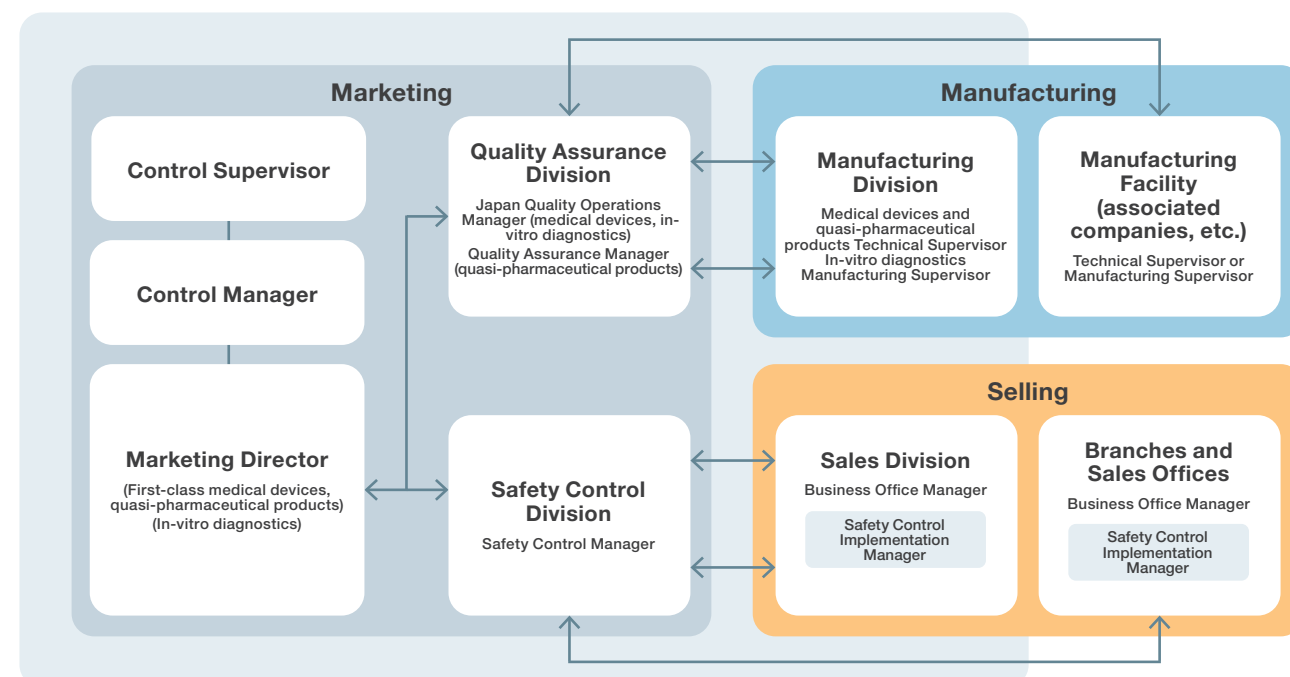 Marketing
Control Supervisor
Control Manager
Marketing Director
(First-class medical devices,
quasi-pharmaceutical products)
(In-vitro diagnostics)
Quality Assurance
Division
Japan Quality Operations
Manager (medical devices, in-
vitro diagnostics)
Quality Assurance Manager
(quasi-pharmaceutical products)
Safety Control
Division
Safety Control Manager
Manufacturing
Manufacturing
Division
Medical devices and
quasi-pharmaceutical
products Technical Supervisor
In-vitro diagnostics
Manufacturing Supervisor
Manufacturing
Facility
(associated
companies, etc.)
Technical Supervisor or
Manufacturing Supervisor
Selling
Sales Division
Business Office Manager
Safety Control
Implementation
Manager
Branches and
Sales Offices
Business Office Manager
Safety Control
Implementation
Manager